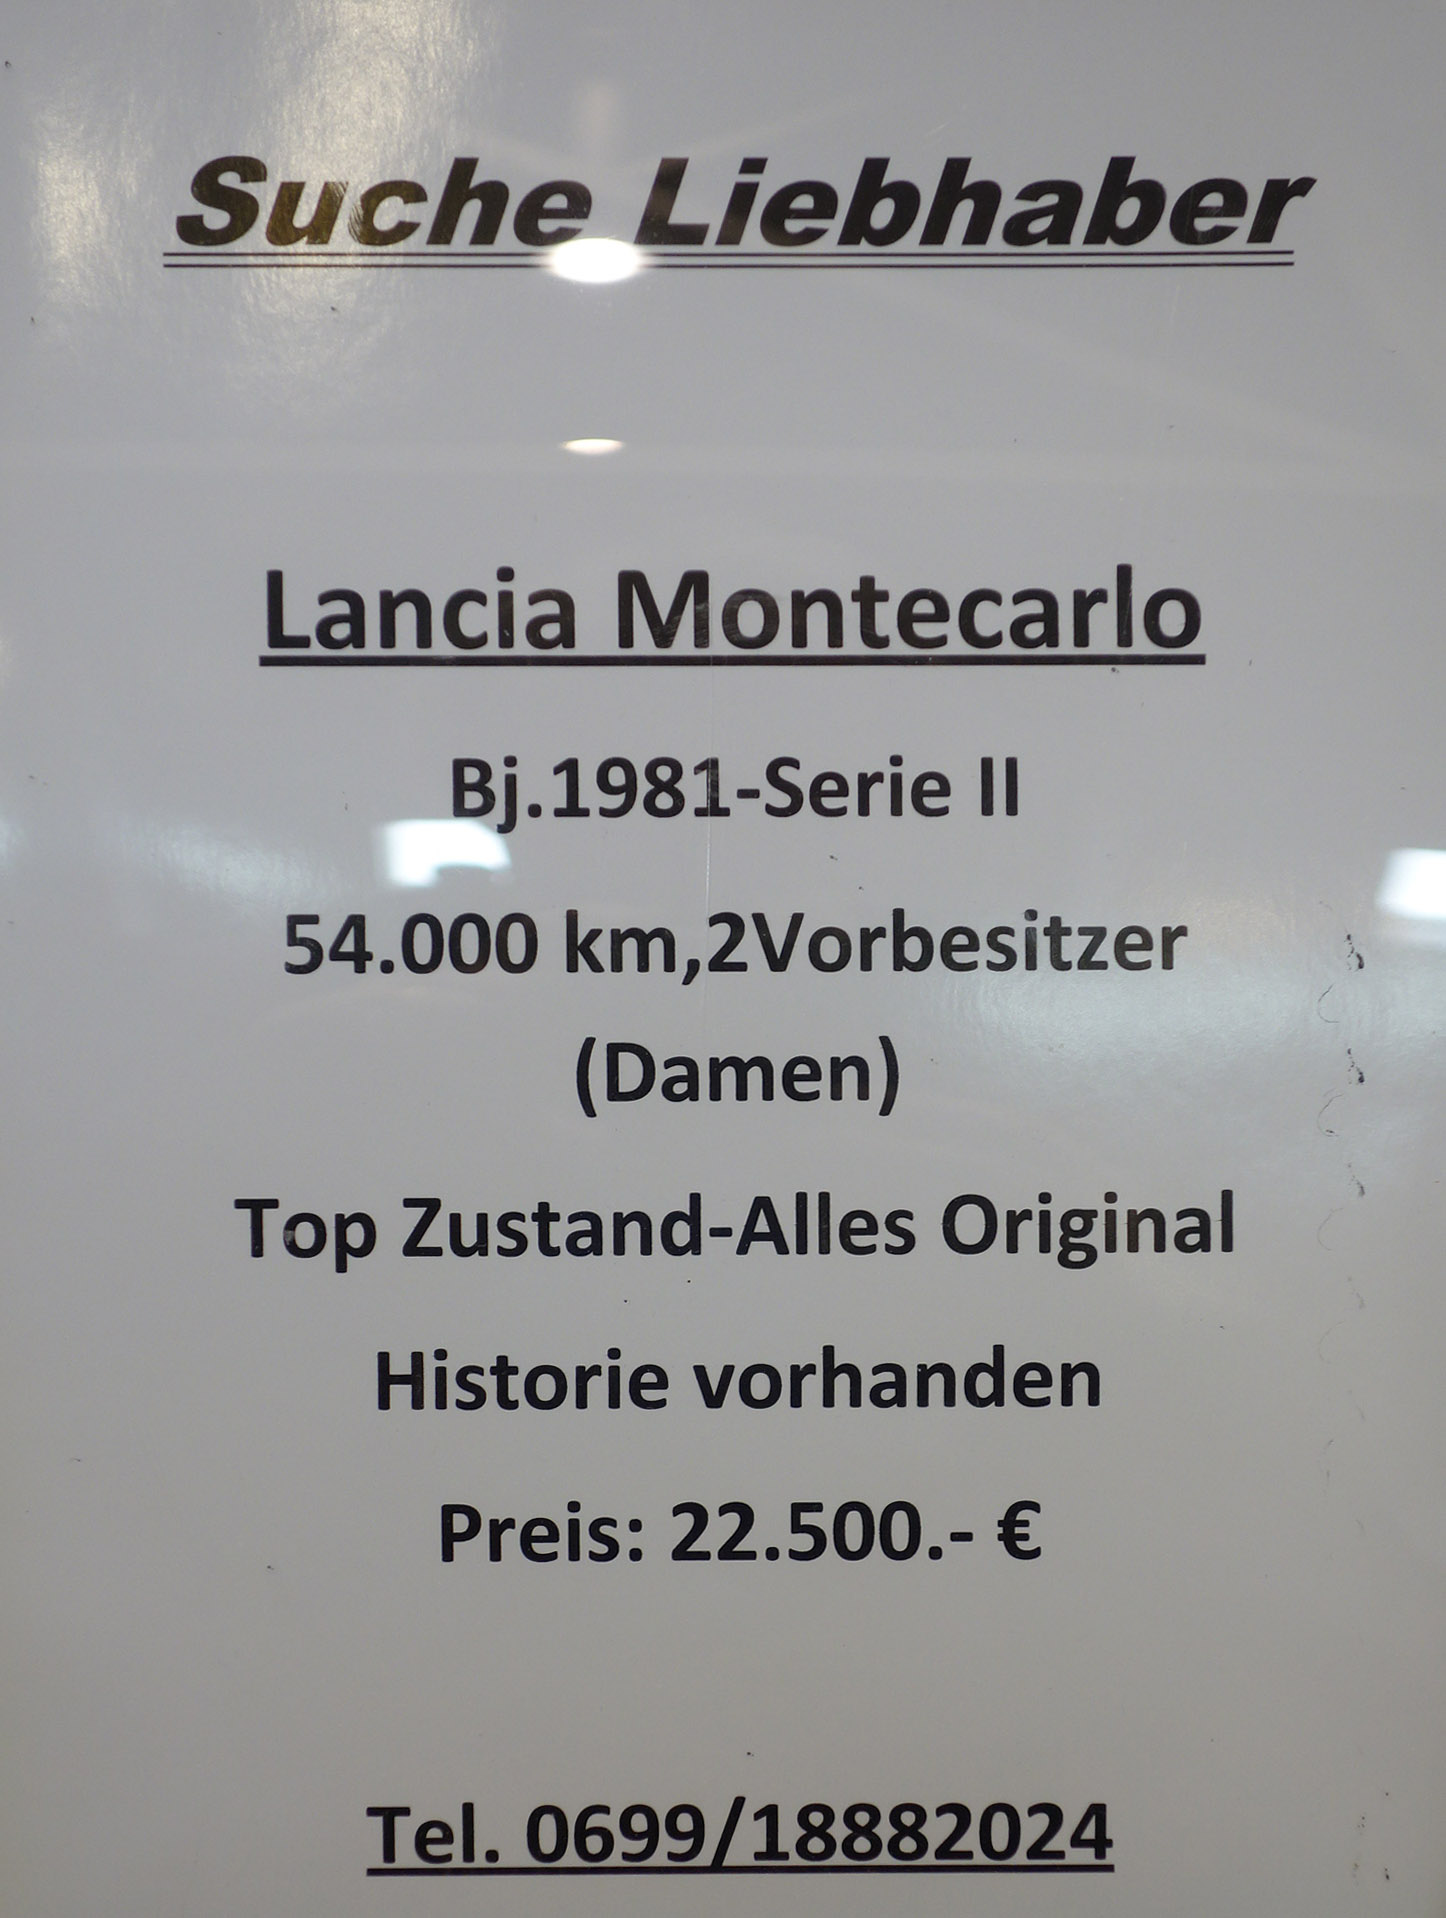 Suche Liebhaber
Lancia Montecarlo
Bj.1981-Serie II
54.000 km,2Vorbesitzer
(Damen)
Top Zustand-Alles Original
Historie vorhanden
Preis: 22.500.- €
Tel. 0699/18882024